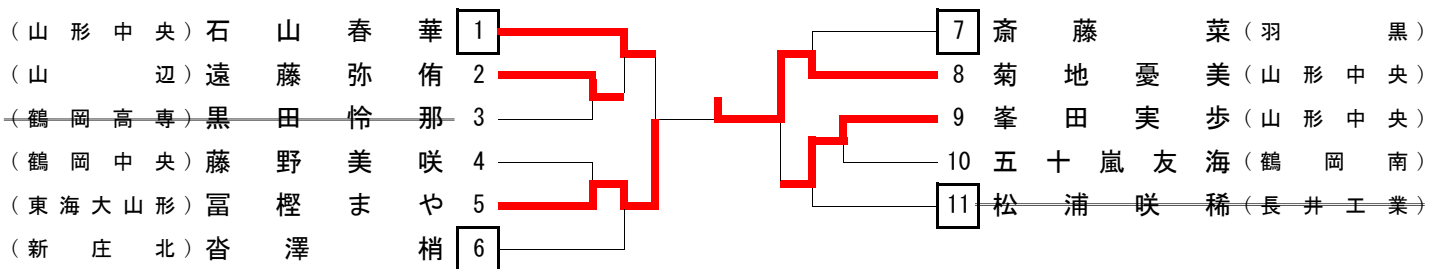 (山形中央) 石山春華 1
(山辺) 遠藤弥侑 2
(鶴岡高専) 黒田怜那 3
(鶴岡中央) 藤野美咲 4
(東海大山形) 冨樫まや 5
(新庄北) 沓澤梢 6
7 斎藤菜 (羽黒)
8 菊地憂美 (山形中央)
9 峯田実歩 (山形中央)
10 五十嵐友海 (鶴岡南)
11 松浦咲稀 (長井工業)